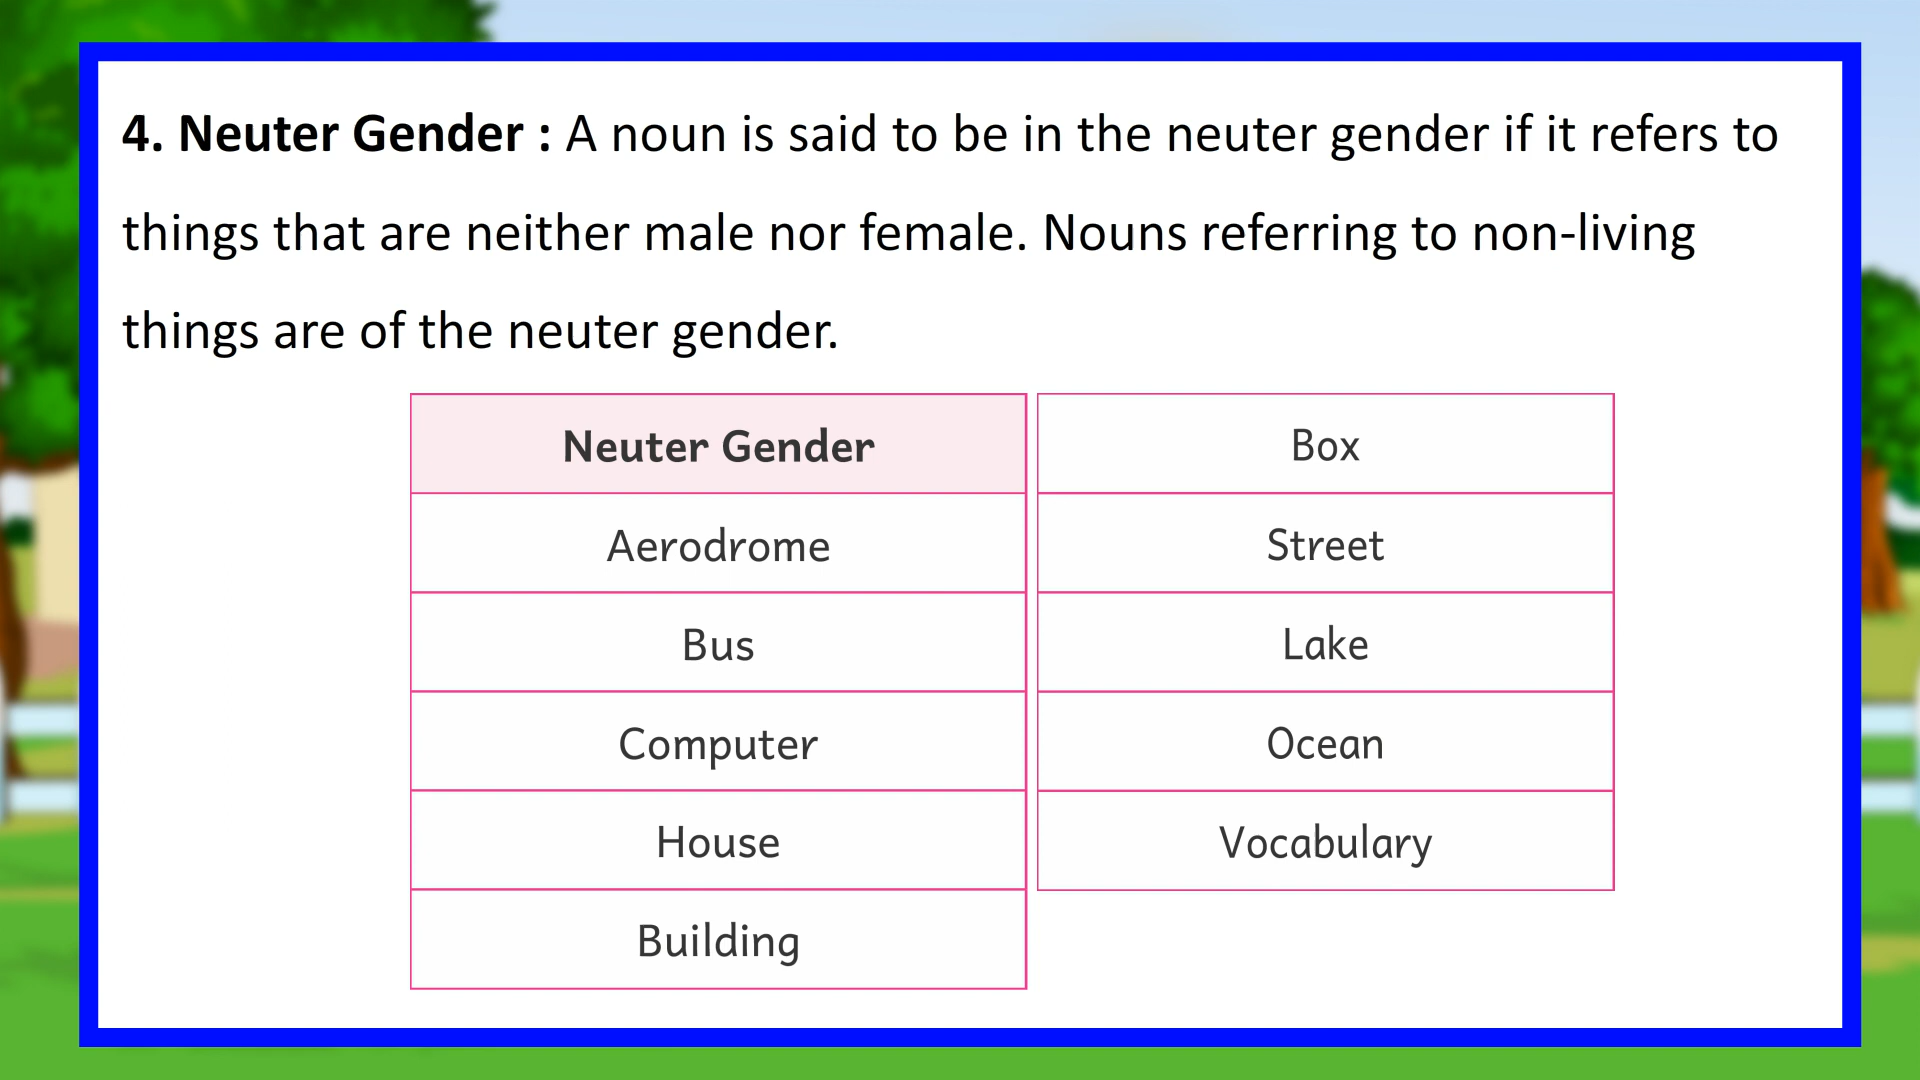 4. Neuter Gender : A noun is said to be in the neuter gender if it refers to
things that are neither male nor female. Nouns referring to non-living
things are of the neuter gender.
Neuter Gender
Aerodrome
Bus
Computer
House
Building
Box
Street
Lake
Ocean
Vocabulary